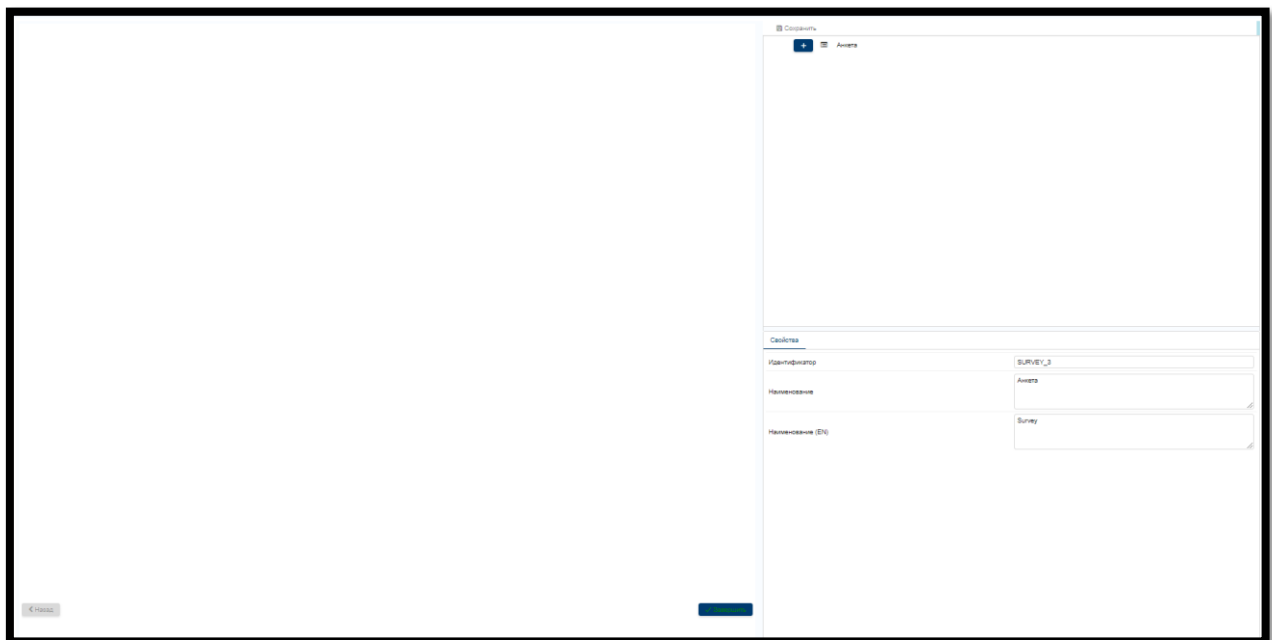 Сохранить
Анкета
Свойства
Идентификатор
SURVEY_3
Наименование
Анкета
Наименование (EN)
Survey
Назад